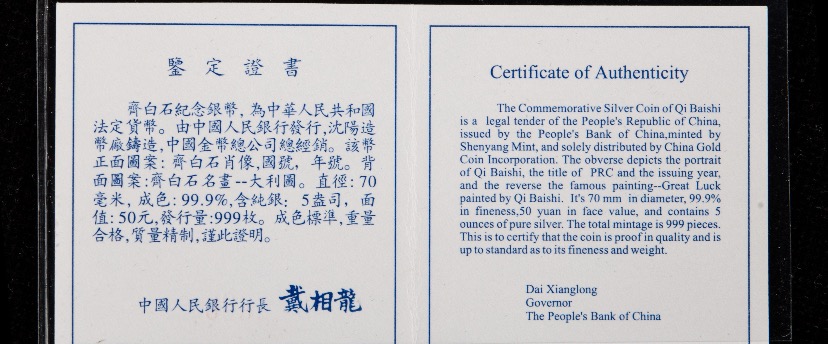 鑒定證書
齊白石紀念銀幣，為中華人民共和國
法定貨幣。由中國人民銀行發行,沈陽造
幣廠鑄造,中國金幣總公司總經銷。該幣
正面圖案：齊白石肖像,國號，年號。背
面圖案:齊白石名畫--大利圖。直徑:70
毫米，成色:99.9%,含純銀：5盎司，面
值:50元,發行量:999枚。成色標準,重量
合格,質量精制,謹此證明。
中國人民銀行行長 戴相龍
Certificate of Authenticity
The Commemorative Silver Coin of Qi Baishi
is a legal tender of the People's Republic of China,
issued by the People's Bank of China,minted by
Shenyang Mint, and solely distributed by China Gold
Coin Incorporation. The obverse depicts the portrait
of Qi Baishi, the title of PRC and the issuing year,
and the reverse the famous painting--Great Luck
painted by Qi Baishi. It's 70 mm in diameter, 99.9%
in fineness,50 yuan in face value, and contains 5
ounces of pure silver. The total mintage is 999 pieces.
This is to certify that the coin is proof in quality and is
up to standard as to its fineness and weight.
Dai Xianglong
Governor
The People's Bank of China